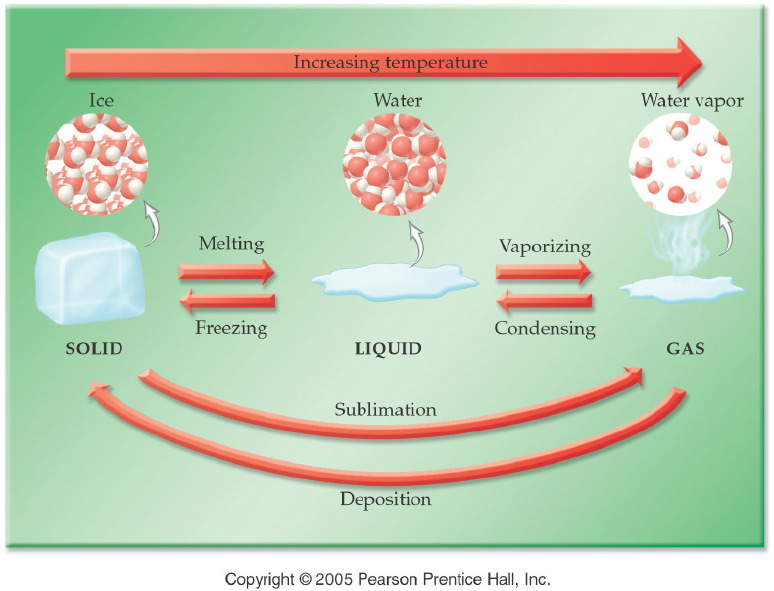 Increasing temperature
Ice
Water
Water vapor
Melting
Vaporizing
Freezing
Condensing
SOLID
LIQUID
GAS
Sublimation
Deposition
Copyright © 2005 Pearson Prentice Hall, Inc.